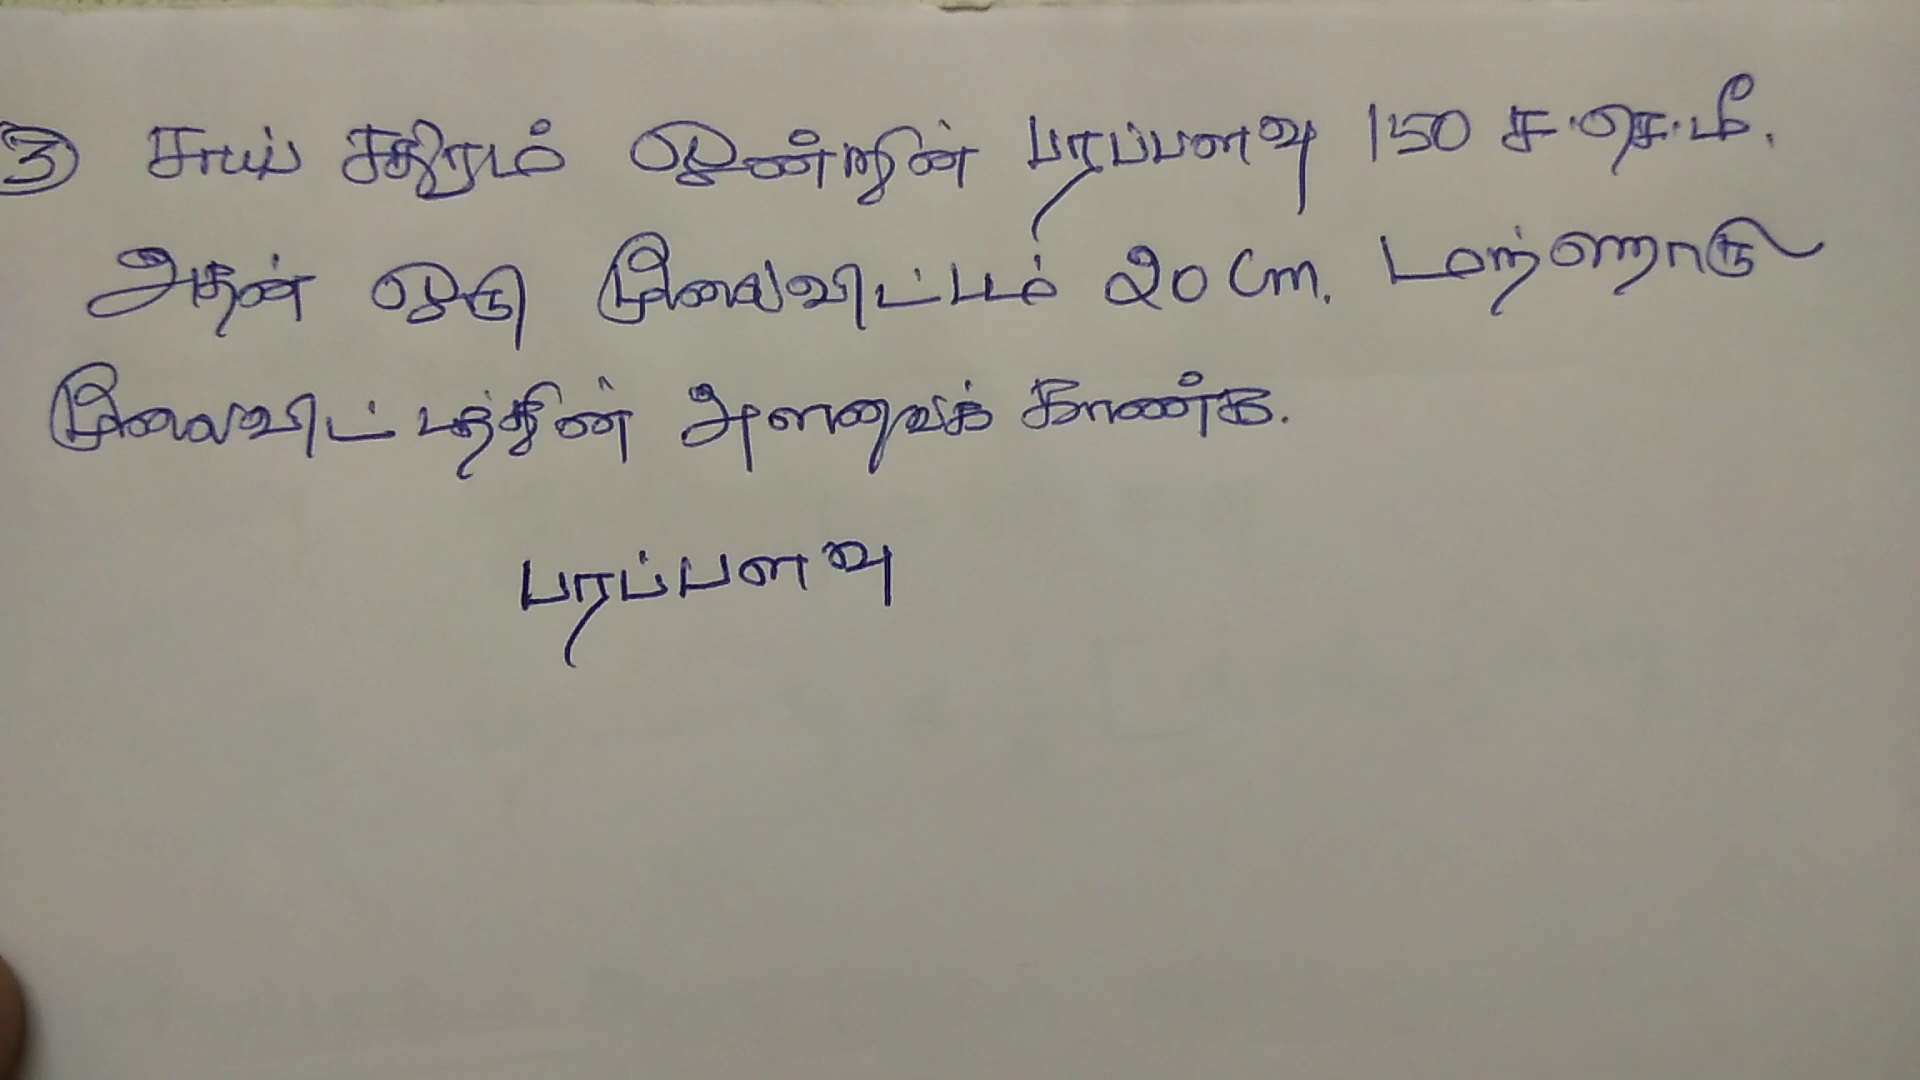 3) சாய் சதுரம் ஒன்றின் பரப்பளவு 150 ச.செ.மீ.
அதன் ஒரு மூலைவிட்டம் 20 cm. மற்றொரு
மூலைவிட்டத்தின் அளவைக் காண்க.
பரப்பளவு